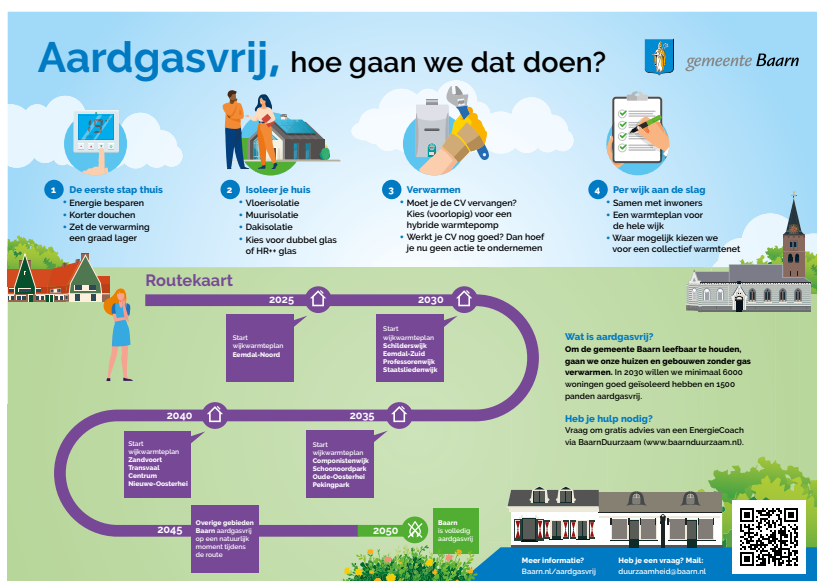 Aardgasvrij, hoe gaan we dat doen?
gemeente Baarn
19
1 De eerste stap thuis
• Energie besparen
• Korter douchen
• Zet de verwarming
een graad lager
2 Isoleer je huis
• Vloerisolatie
• Muurisolatie
• Dakisolatie
• Kies voor dubbel glas
of HR++ glas
3 Verwarmen
• Moet je de CV vervangen?
Kies (voorlopig) voor een
hybride warmtepomp
• Werkt je CV nog goed? Dan hoef
je nu geen actie te ondernemen
4 Per wijk aan de slag
• Samen met inwoners
• Een warmteplan voor
de hele wijk
• Waar mogelijk kiezen we
voor een collectief warmtenet
Routekaart
2025
Start
wijkwarmteplan
Eemdal-Noord
2030
Start
wijkwarmteplan
Schilderswijk
Eemdal-Zuid
Professorenwijk
Staatsliedenwijk
2035
Start
wijkwarmteplan
Componistenwijk
Schoonoordpark
Oude-Oosterhei
Pekingpark
2040
Start
wijkwarmteplan
Zandvoort
Transvaal
Centrum
Nieuwe-Oosterhei
2045
Overige gebieden
Baarn aardgasvrij
op een natuurlijk
moment tijdens
de route
2050
Baarn
is volledig
aardgasvrij
Wat is aardgasvrij?
Om de gemeente Baarn leefbaar te houden,
gaan we onze huizen en gebouwen zonder gas
verwarmen. In 2030 willen we minimaal 6000
woningen goed geïsoleerd hebben en 1500
panden aardgasvrij.
Heb je hulp nodig?
Vraag om gratis advies van een EnergieCoach
via BaarnDuurzaam (www.baarnduurzaam.nl).
Meer informatie?
Baarn.nl/aardgasvrij
Heb je een vraag? Mail:
duurzaamheid@baarn.nl